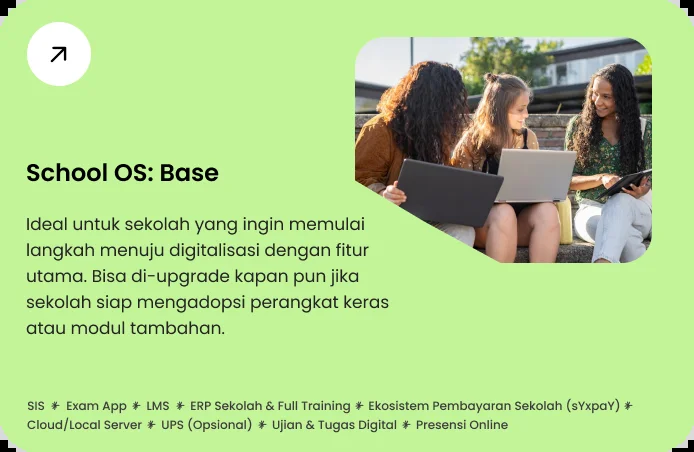 School OS: Base
Ideal untuk sekolah yang ingin memulai
langkah menuju digitalisasi dengan fitur
utama. Bisa di-upgrade kapan pun jika
sekolah siap mengadopsi perangkat keras
atau modul tambahan.
SIS ⚹ Exam App ⚹ LMS ⚹ ERP Sekolah & Full Training ⚹ Ekosistem Pembayaran Sekolah (sYxpaY) ⚹
Cloud/Local Server ⚹ UPS (Opsional) ⚹ Ujian & Tugas Digital ⚹ Presensi Online